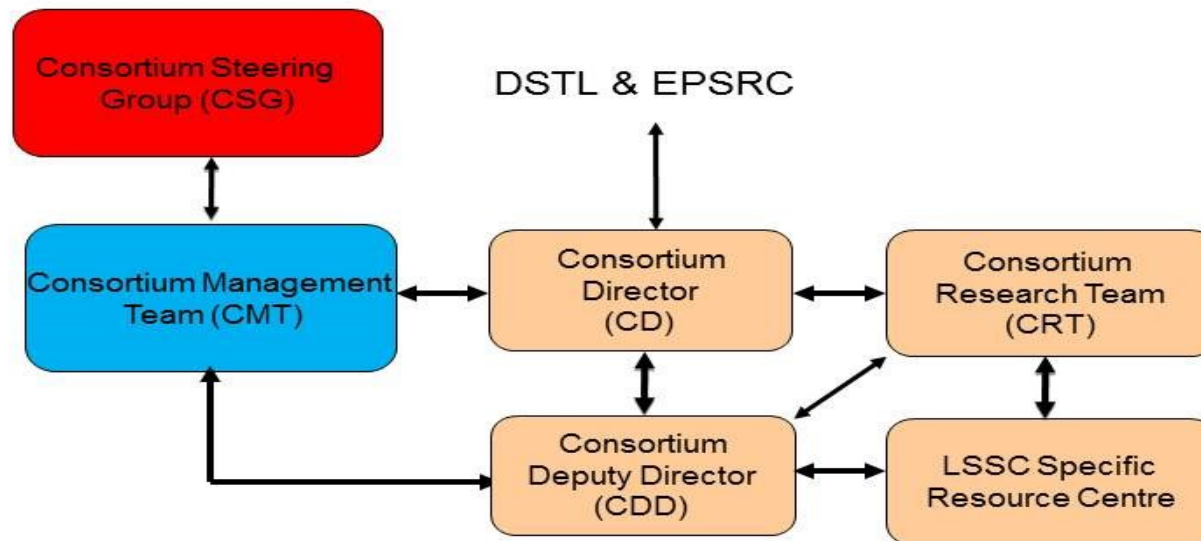 Consortium Steering
Group (CSG)
DSTL & EPSRC
Consortium Management
Team (CMT)
Consortium
Director
(CD)
Consortium
Research Team
(CRT)
Consortium
Deputy Director
(CDD)
LSSC Specific
Resource Centre